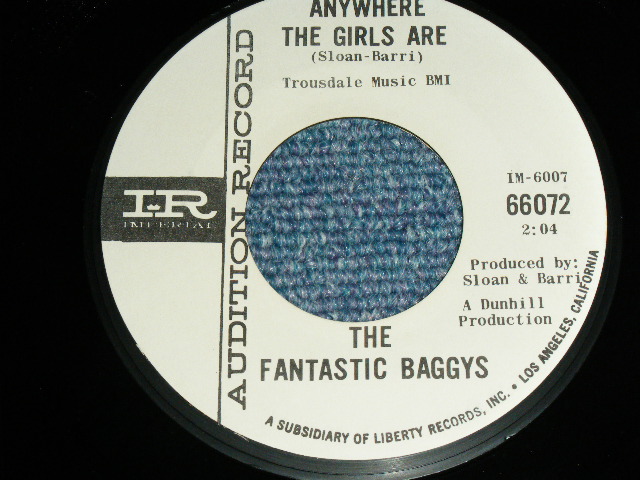 ANYWHERE
THE GIRLS ARE
(Sloan-Barri)
Trousdale Music BMI
AUDITION RECORD
IR
IMPERIAL
IM-6007
66072
2:04
Produced by:
Sloan & Barri
A Dunhill
Production
THE
FANTASTIC BAGGYS
A SUBSIDIARY OF LIBERTY RECORDS, INC. • LOS ANGELES, CALIFORNIA